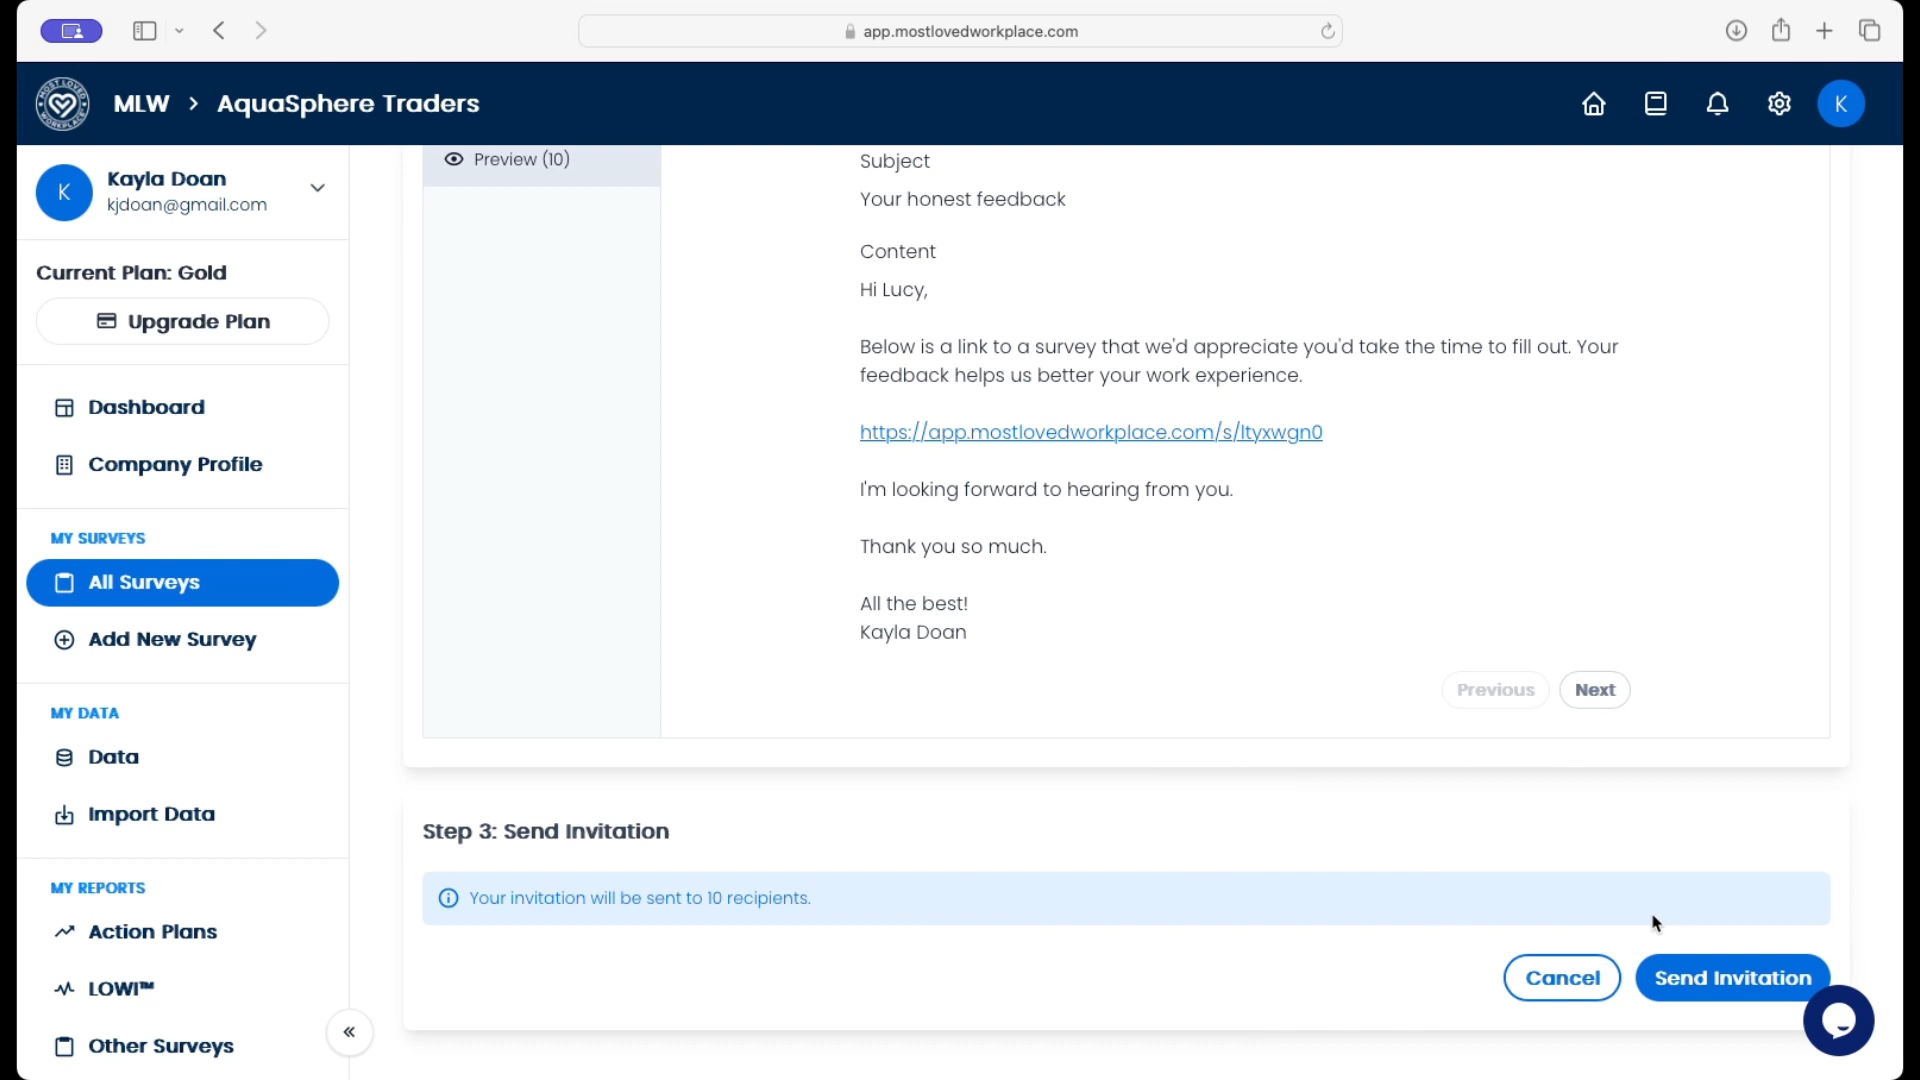 app.mostlovedworkplace.com
MOST LOVED WORKPLACE
MLW > AquaSphere Traders
K
K
Kayla Doan
kjdoan@gmail.com
Current Plan: Gold
Upgrade Plan
Dashboard
Company Profile
MY SURVEYS
All Surveys
Add New Survey
MY DATA
Data
Import Data
MY REPORTS
Action Plans
LOWI™
Other Surveys
Preview (10)
Subject
Your honest feedback
Content
Hi Lucy,
Below is a link to a survey that we'd appreciate you'd take the time to fill out. Your
feedback helps us better your work experience.
https://app.mostlovedworkplace.com/s/ltyxwgn0
I'm looking forward to hearing from you.
Thank you so much.
All the best!
Kayla Doan
Previous
Next
Step 3: Send Invitation
Your invitation will be sent to 10 recipients.
Cancel
Send Invitation